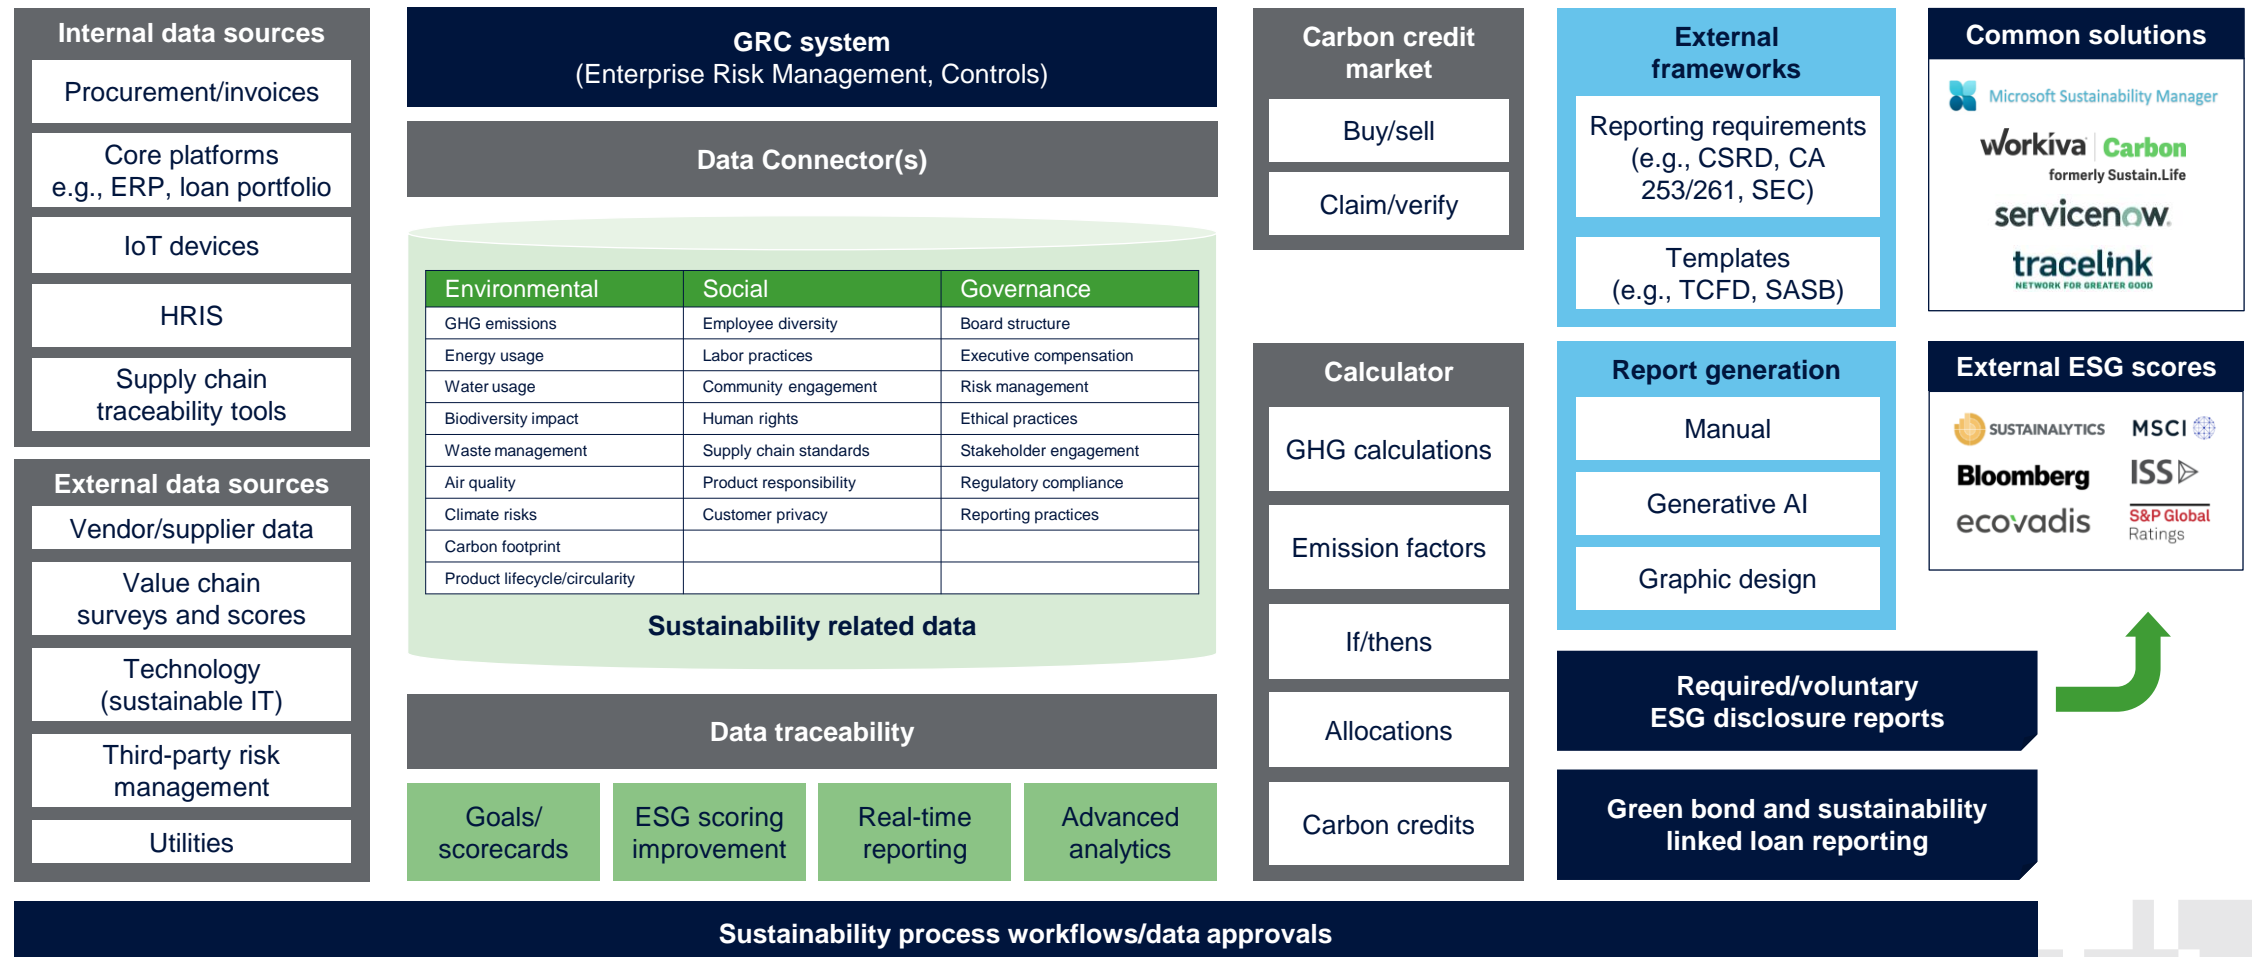 Internal data sources
Procurement/invoices
Core platforms
e.g., ERP, loan portfolio
IoT devices
HRIS
Supply chain
traceability tools
External data sources
Vendor/supplier data
Value chain
surveys and scores
Technology
(sustainable IT)
Third-party risk
management
Utilities
GRC system
(Enterprise Risk Management, Controls)
Data Connector(s)
Environmental Social Governance
GHG emissions Employee diversity Board structure
Energy usage Labor practices Executive compensation
Water usage Community engagement Risk management
Biodiversity impact Human rights Ethical practices
Waste management Supply chain standards Stakeholder engagement
Air quality Product responsibility Regulatory compliance
Climate risks Customer privacy Reporting practices
Carbon footprint
Product lifecycle/circularity
Sustainability related data
Data traceability
Goals/
scorecards
ESG scoring
improvement
Real-time
reporting
Advanced
analytics
Carbon credit
market
Buy/sell
Claim/verify
Calculator
GHG calculations
Emission factors
If/thens
Allocations
Carbon credits
External
frameworks
Reporting requirements
(e.g., CSRD, CA
253/261, SEC)
Templates
(e.g., TCFD, SASB)
Report generation
Manual
Generative AI
Graphic design
Required/voluntary
ESG disclosure reports
Green bond and sustainability
linked loan reporting
Common solutions
Microsoft Sustainability Manager
workiva Carbon
formerly Sustain.Life
servicenow.
tracelink
NETWORK FOR GREATER GOOD
External ESG scores
SUSTAINALYTICS MSCI
Bloomberg ISS
ecovadis S&P Global
Ratings
Sustainability process workflows/data approvals